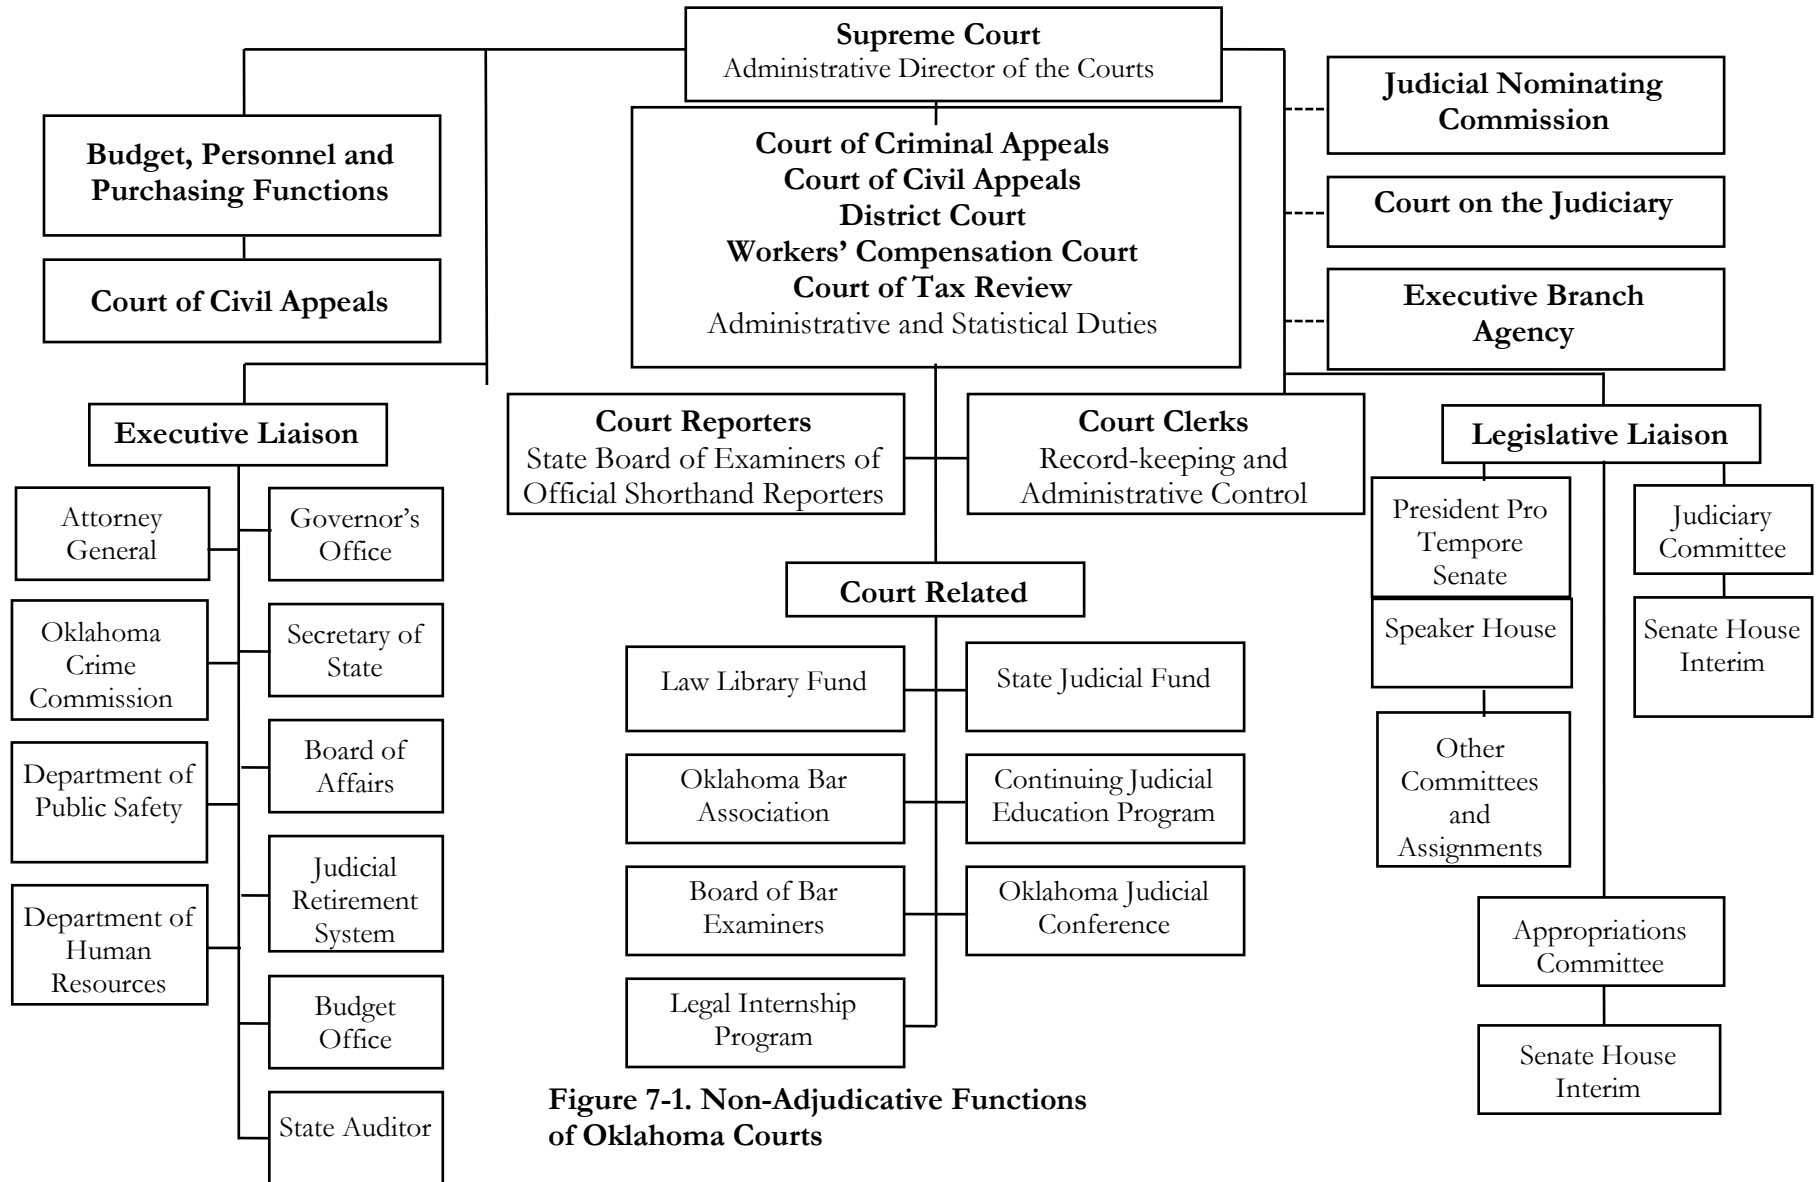 Supreme Court
Administrative Director of the Courts
Judicial Nominating
Commission
Budget, Personnel and
Purchasing Functions
Court of Criminal Appeals
Court of Civil Appeals
District Court
Workers’ Compensation Court
Court of Tax Review
Administrative and Statistical Duties
Court on the Judiciary
Court of Civil Appeals
Executive Branch
Agency
Executive Liaison
Court Reporters
State Board of Examiners of
Official Shorthand Reporters
Court Clerks
Record-keeping and
Administrative Control
Legislative Liaison
Attorney
General
Governor’s
Office
Oklahoma
Crime
Commission
Secretary of
State
Department of
Public Safety
Board of
Affairs
Judicial
Retirement
System
Department of
Human
Resources
Budget
Office
State Auditor
Court Related
Law Library Fund
State Judicial Fund
Oklahoma Bar
Association
Continuing Judicial
Education Program
Board of Bar
Examiners
Oklahoma Judicial
Conference
Legal Internship
Program
President Pro
Tempore
Senate
Judiciary
Committee
Speaker House
Senate House
Interim
Other
Committees
and
Assignments
Appropriations
Committee
Senate House
Interim
Figure 7-1. Non-Adjudicative Functions
of Oklahoma Courts